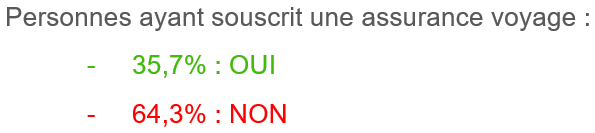 Personnes ayant souscrit une assurance voyage :
- 35,7% : OUI
- 64,3% : NON